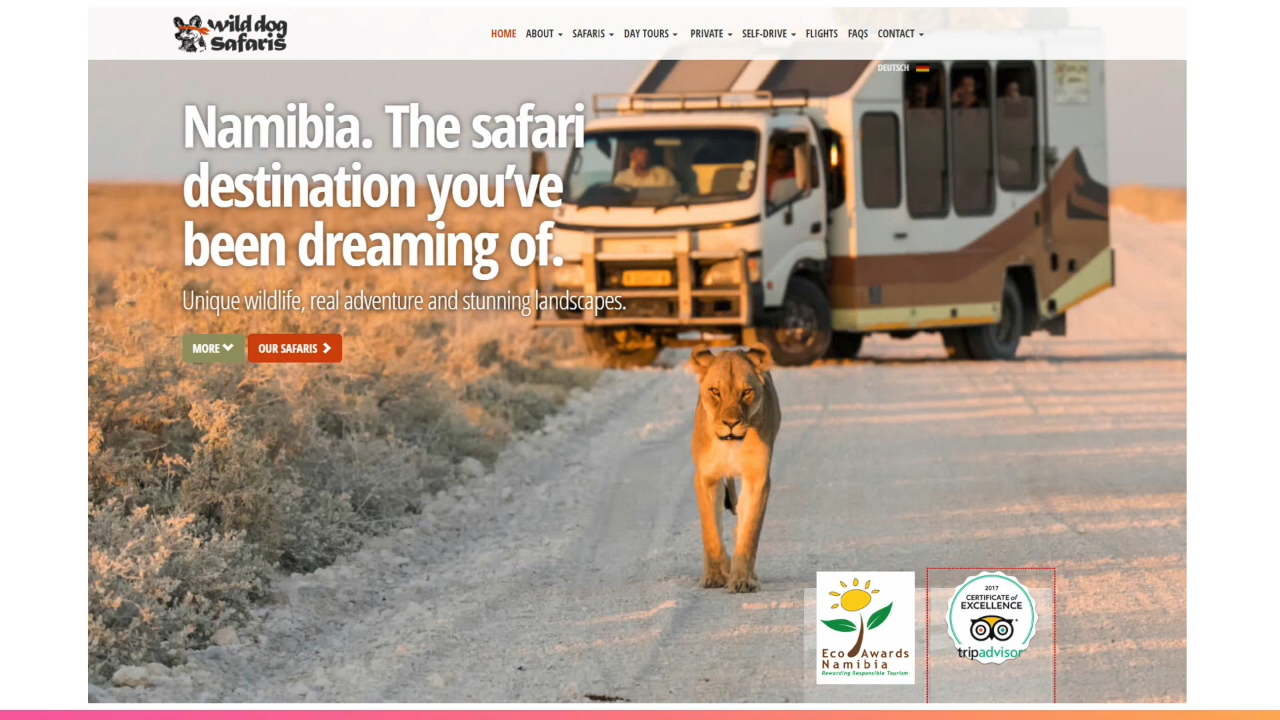 wild dog
safaris
HOME ABOUT SAFARIS DAY TOURS PRIVATE SELF-DRIVE FLIGHTS FAQS CONTACT
DEUTSCH
Namibia. The safari
destination you’ve
been dreaming of.
Unique wildlife, real adventure and stunning landscapes.
MORE OUR SAFARIS
Eco Awards
Namibia
Rewarding Responsible Tourism
2017
CERTIFICATE of
EXCELLENCE
tripadvisor